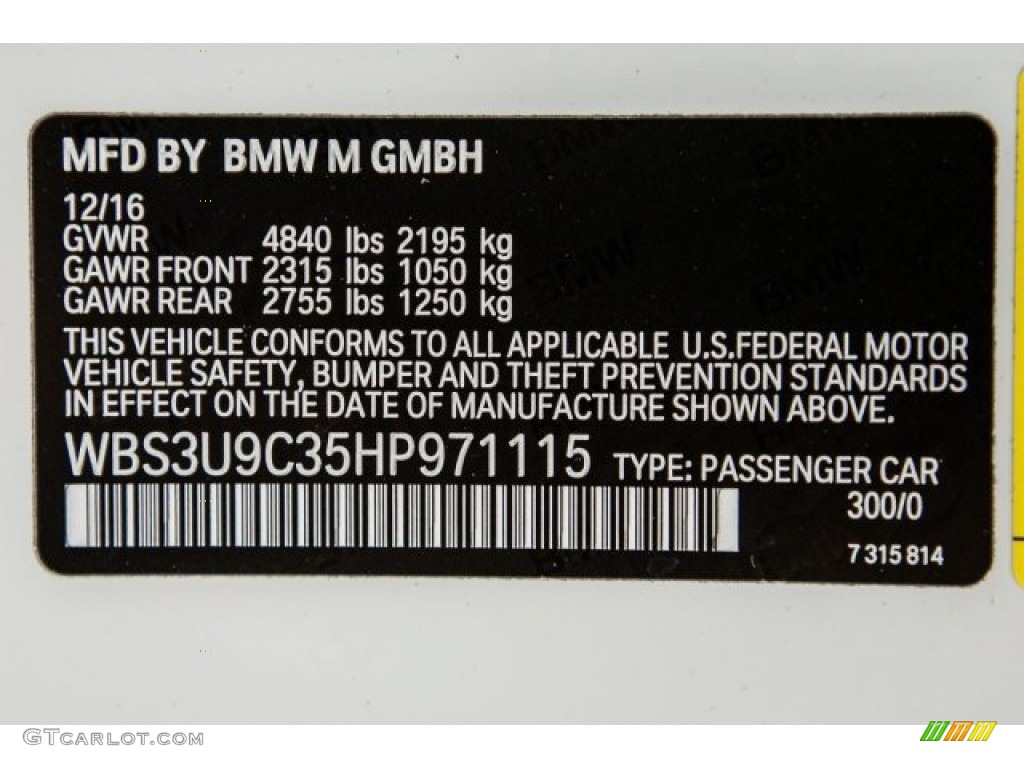 MFD BY BMW M GMBH
12/16
GVWR 4840 lbs 2195 kg
GAWR FRONT 2315 lbs 1050 kg
GAWR REAR 2755 lbs 1250 kg
THIS VEHICLE CONFORMS TO ALL APPLICABLE U.S.FEDERAL MOTOR
VEHICLE SAFETY, BUMPER AND THEFT PREVENTION STANDARDS
IN EFFECT ON THE DATE OF MANUFACTURE SHOWN ABOVE.
WBS3U9C35HP971115 TYPE: PASSENGER CAR
300/0
7 315 814
GTCARLOT.COM